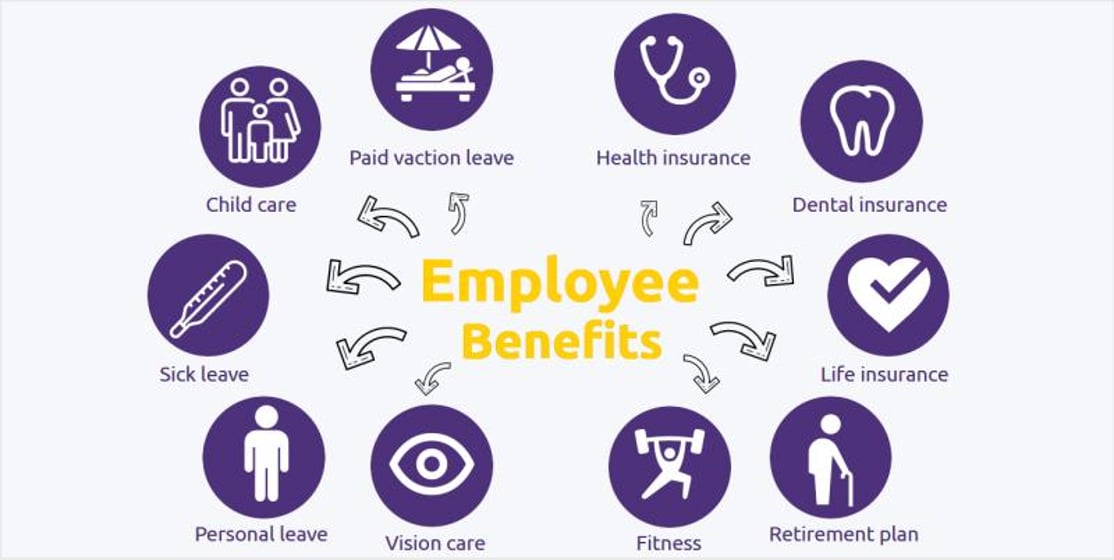 Paid vaction leave
Health insurance
Child care
Dental insurance
Employee
Benefits
Sick leave
Life insurance
Personal leave
Vision care
Fitness
Retirement plan